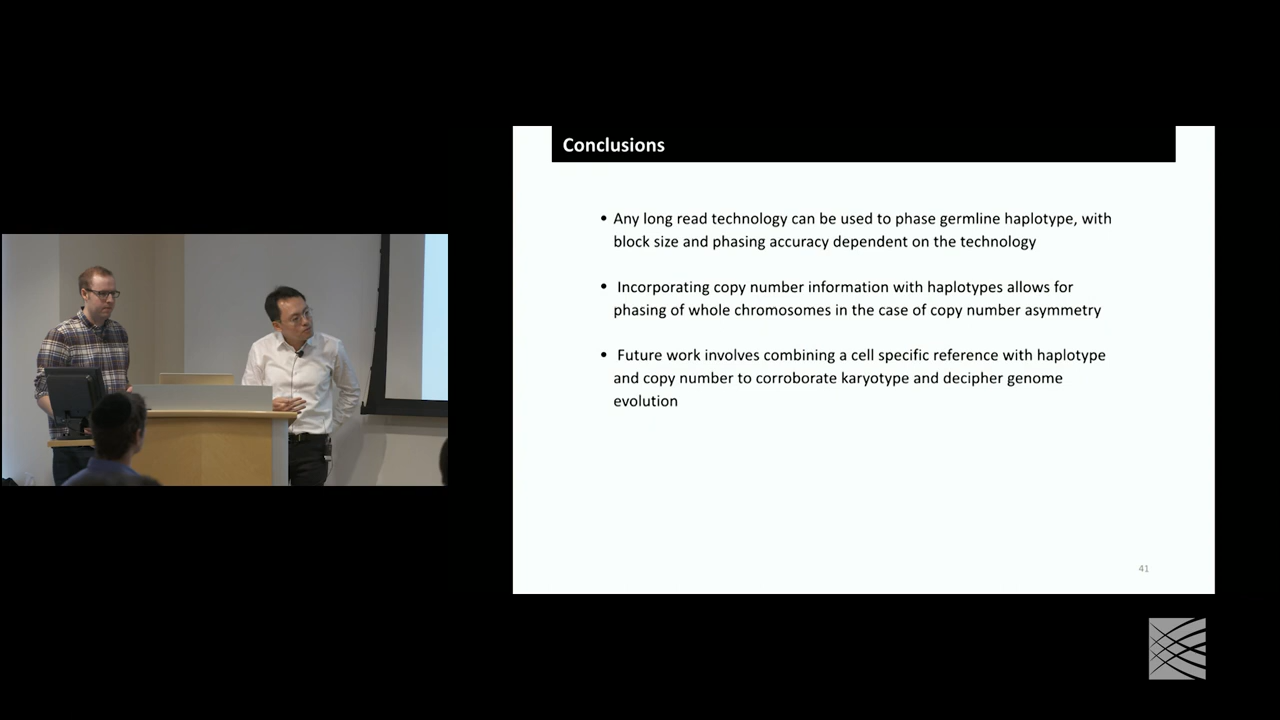 Conclusions
• Any long read technology can be used to phase germline haplotype, with
block size and phasing accuracy dependent on the technology
• Incorporating copy number information with haplotypes allows for
phasing of whole chromosomes in the case of copy number asymmetry
• Future work involves combining a cell specific reference with haplotype
and copy number to corroborate karyotype and decipher genome
evolution
41